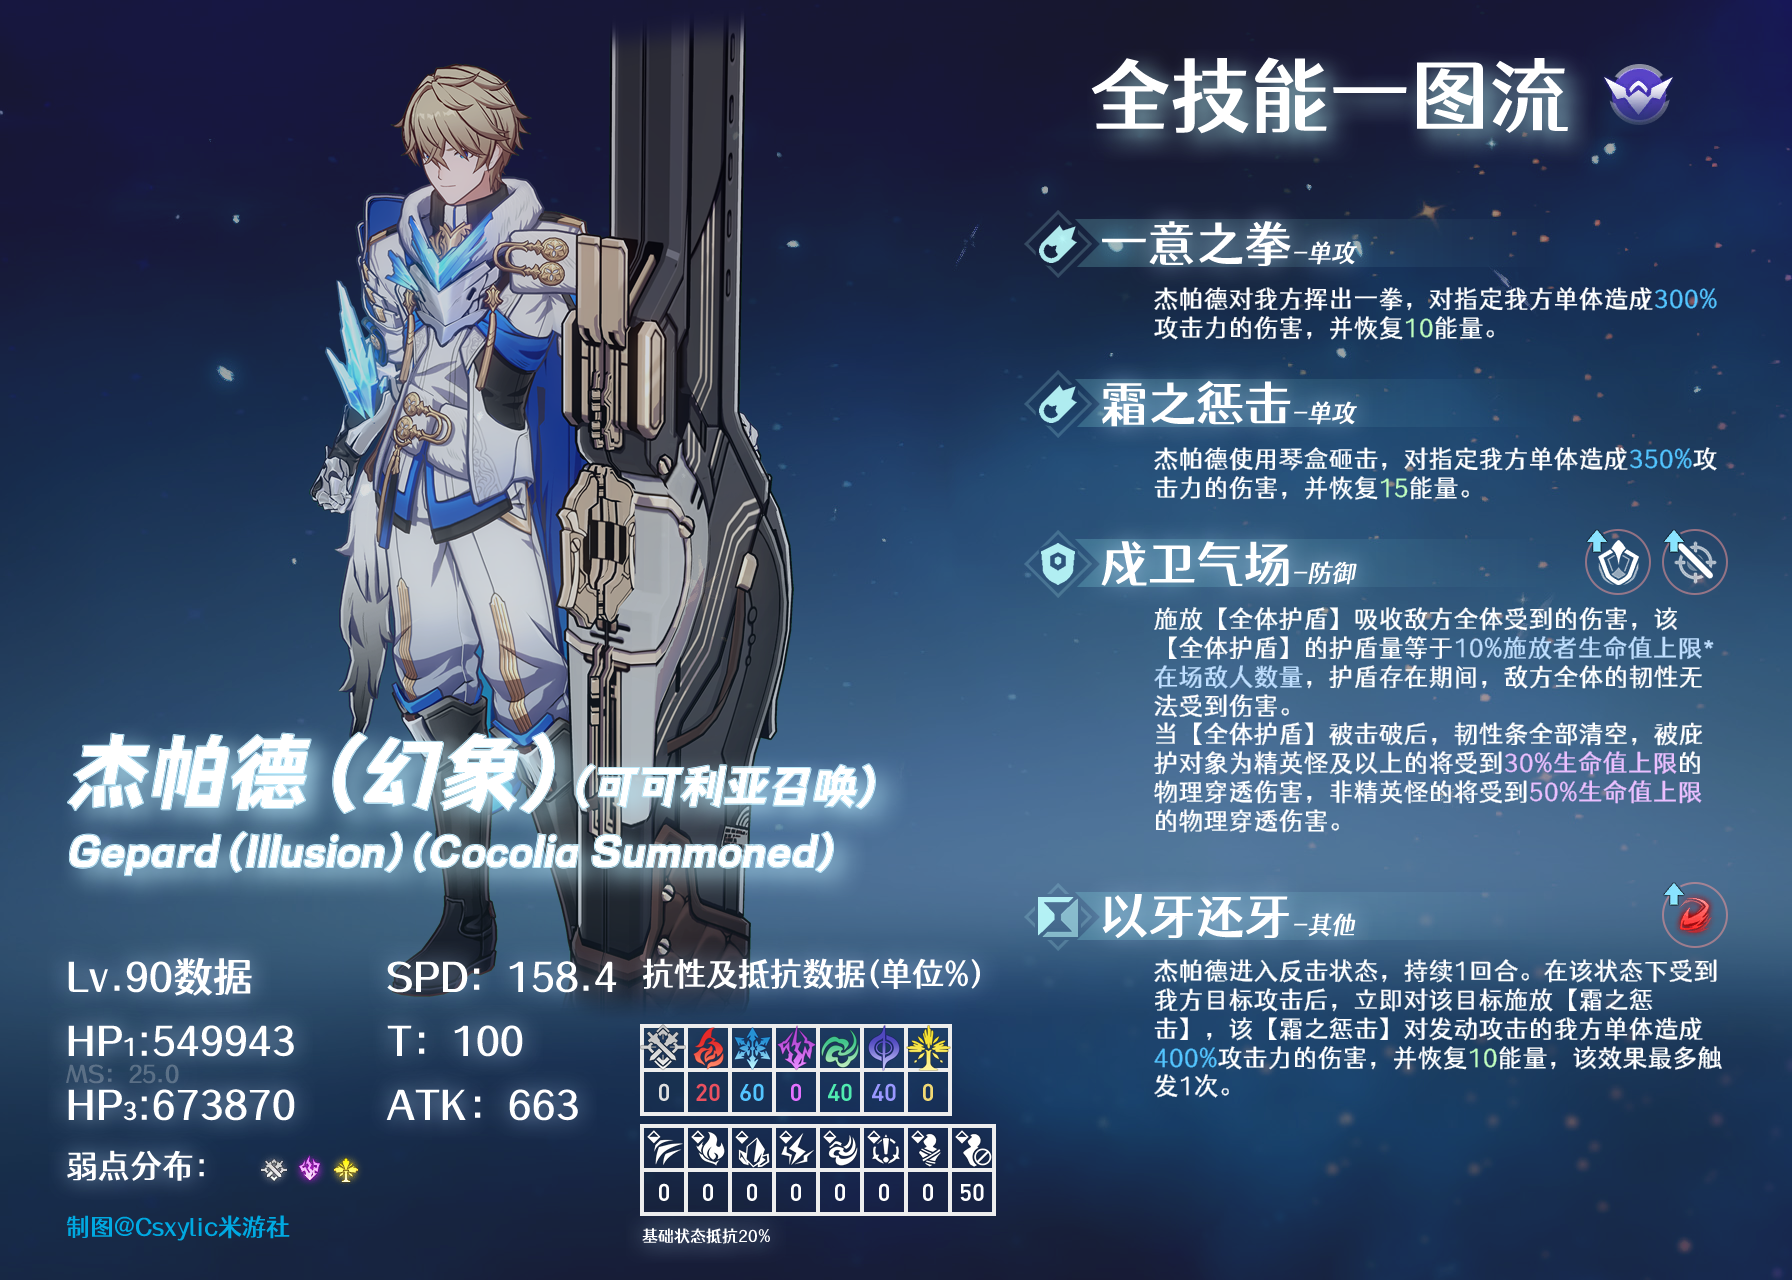 全技能一图流
一意之拳-单攻
杰帕德对我方挥出一拳，对指定我方单体造成300%
攻击力的伤害，并恢复10能量。
霜之惩击-单攻
杰帕德使用琴盒砸击，对指定我方单体造成350%攻
击力的伤害，并恢复15能量。
戍卫气场-防御
施放【全体护盾】吸收敌方全体受到的伤害，该
【全体护盾】的护盾量等于10%施放者生命值上限*
在场敌人数量，护盾存在期间，敌方全体的韧性无
法受到伤害。
当【全体护盾】被击破后，韧性条全部清空，被庇
护对象为精英怪及以上的将受到30%生命值上限的
物理穿透伤害，非精英怪的将受到50%生命值上限
的物理穿透伤害。
以牙还牙-其他
杰帕德进入反击状态，持续1回合。在该状态下受到
我方目标攻击后，立即对该目标施放【霜之惩
击】，该【霜之惩击】对发动攻击的我方单体造成
400%攻击力的伤害，并恢复10能量，该效果最多触
发1次。
杰帕德（幻象）（可可利亚召唤）
Gepard (Illusion) (Cocolia Summoned)
Lv.90数据
SPD：158.4
HP1:549943
T：100
MS：25.0
HP3:673870
ATK：663
弱点分布：
抗性及抵抗数据(单位%)
0 20 60 0 40 40 0
0 0 0 0 0 0 0 50
基础状态抵抗20%
制图@Csxylic米游社